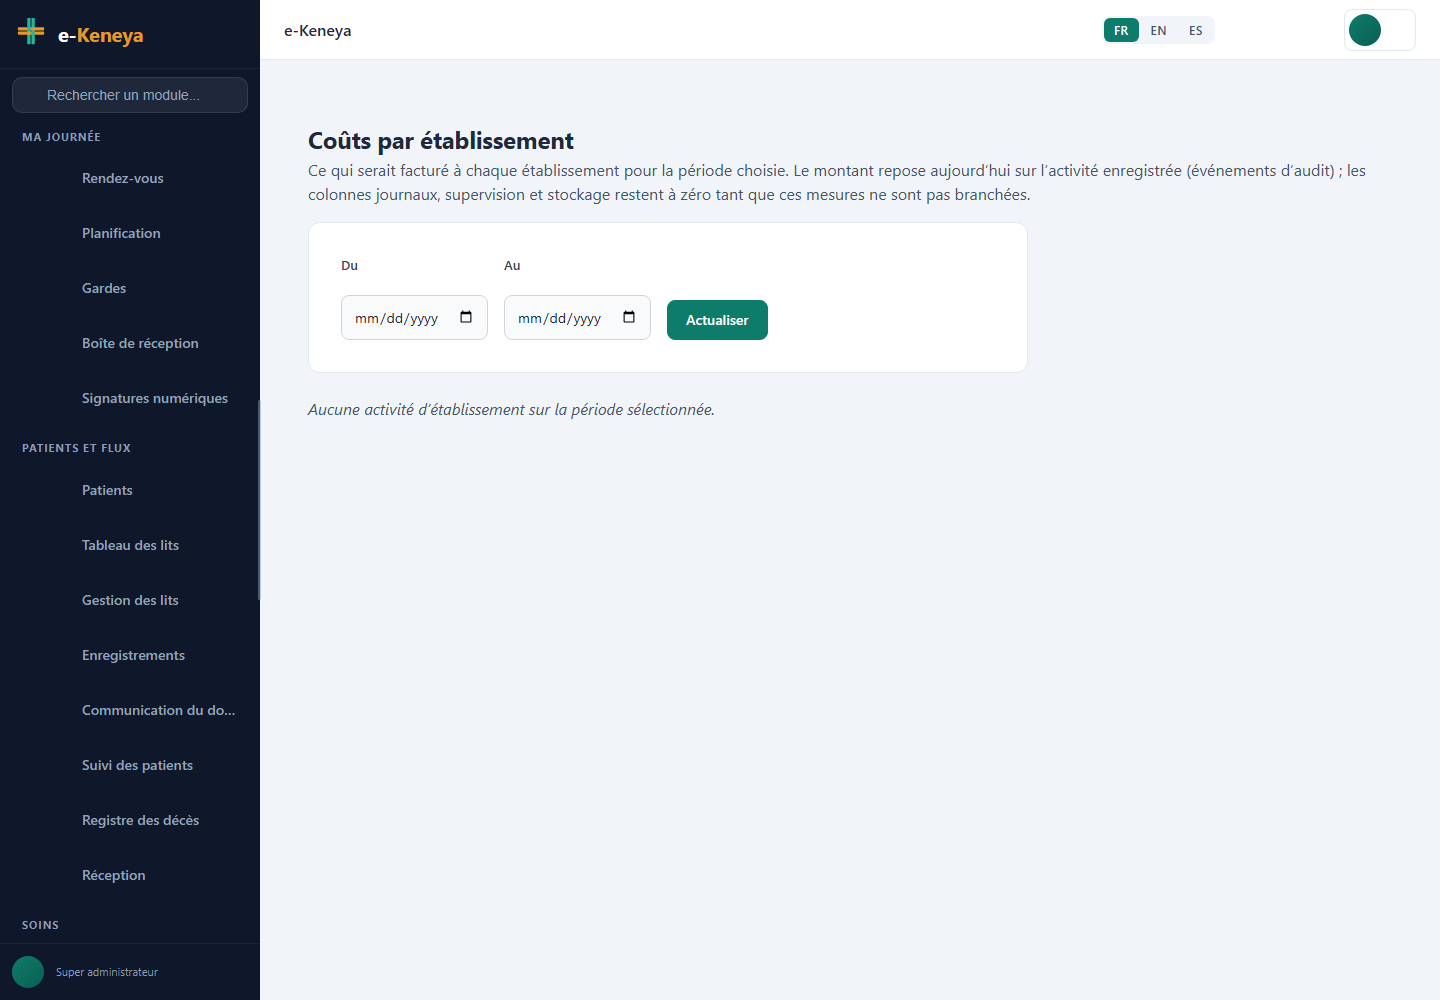 e-Keneya
Rechercher un module...
MA JOURNÉE
Rendez-vous
Planification
Gardes
Boîte de réception
Signatures numériques
PATIENTS ET FLUX
Patients
Tableau des lits
Gestion des lits
Enregistrements
Communication du do...
Suivi des patients
Registre des décès
Réception
SOINS
Super administrateur
e-Keneya
FR EN ES
Coûts par établissement
Ce qui serait facturé à chaque établissement pour la période choisie. Le montant repose aujourd'hui sur l'activité enregistrée (événements d'audit) ; les
colonnes journaux, supervision et stockage restent à zéro tant que ces mesures ne sont pas branchées.
Du Au
mm/dd/yyyy mm/dd/yyyy Actualiser
Aucune activité d'établissement sur la période sélectionnée.